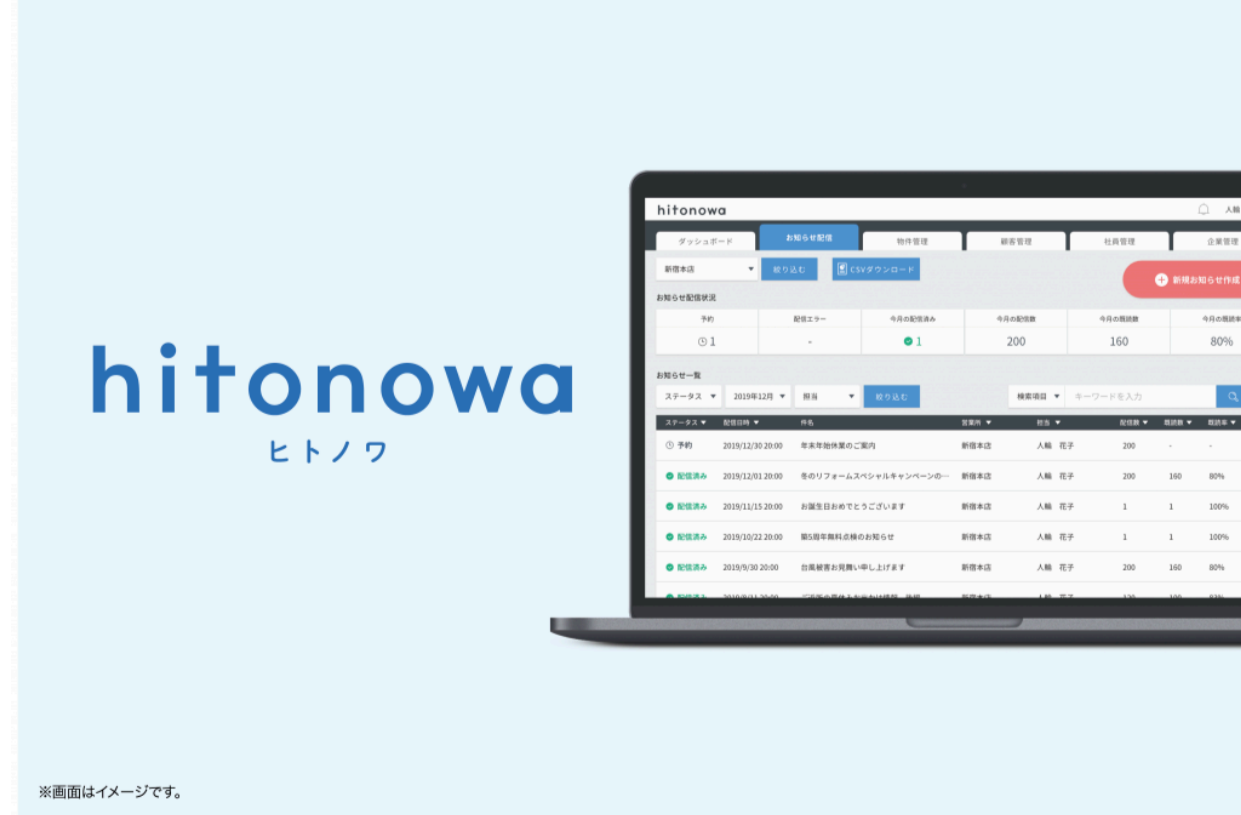 hitonowa
ヒトノワ
※画面はイメージです。
hitonowa 人輪
ダッシュボード お知らせ配信 物件管理 顧客管理 社員管理 企業管理
新宿本店 ▼ 絞り込む CSVダウンロード 新規お知らせ作成
お知らせ配信状況
予約 配信エラー 今月の配信済み 今月の配信数 今月の既読数 今月の既読率
1 - 1 200 160 80%
お知らせ一覧
ステータス ▼ 2019年12月 ▼ 担当 ▼ 絞り込む 検索項目 ▼ キーワードを入力
ステータス ▼ 配信日時 ▼ 件名 営業所 ▼ 担当 ▼ 配信数 ▼ 既読数 ▼ 既読率 ▼
予約 2019/12/30 20:00 年末年始休業のご案内 新宿本店 人輪 花子 200 - -
配信済み 2019/12/01 20:00 冬のリフォームスペシャルキャンペーンの… 新宿本店 人輪 花子 200 160 80%
配信済み 2019/11/15 20:00 お誕生日おめでとうございます 新宿本店 人輪 花子 1 1 100%
配信済み 2019/10/22 20:00 第5周年無料点検のお知らせ 新宿本店 人輪 花子 1 1 100%
配信済み 2019/9/30 20:00 台風被害お見舞い申し上げます 新宿本店 人輪 花子 200 160 80%